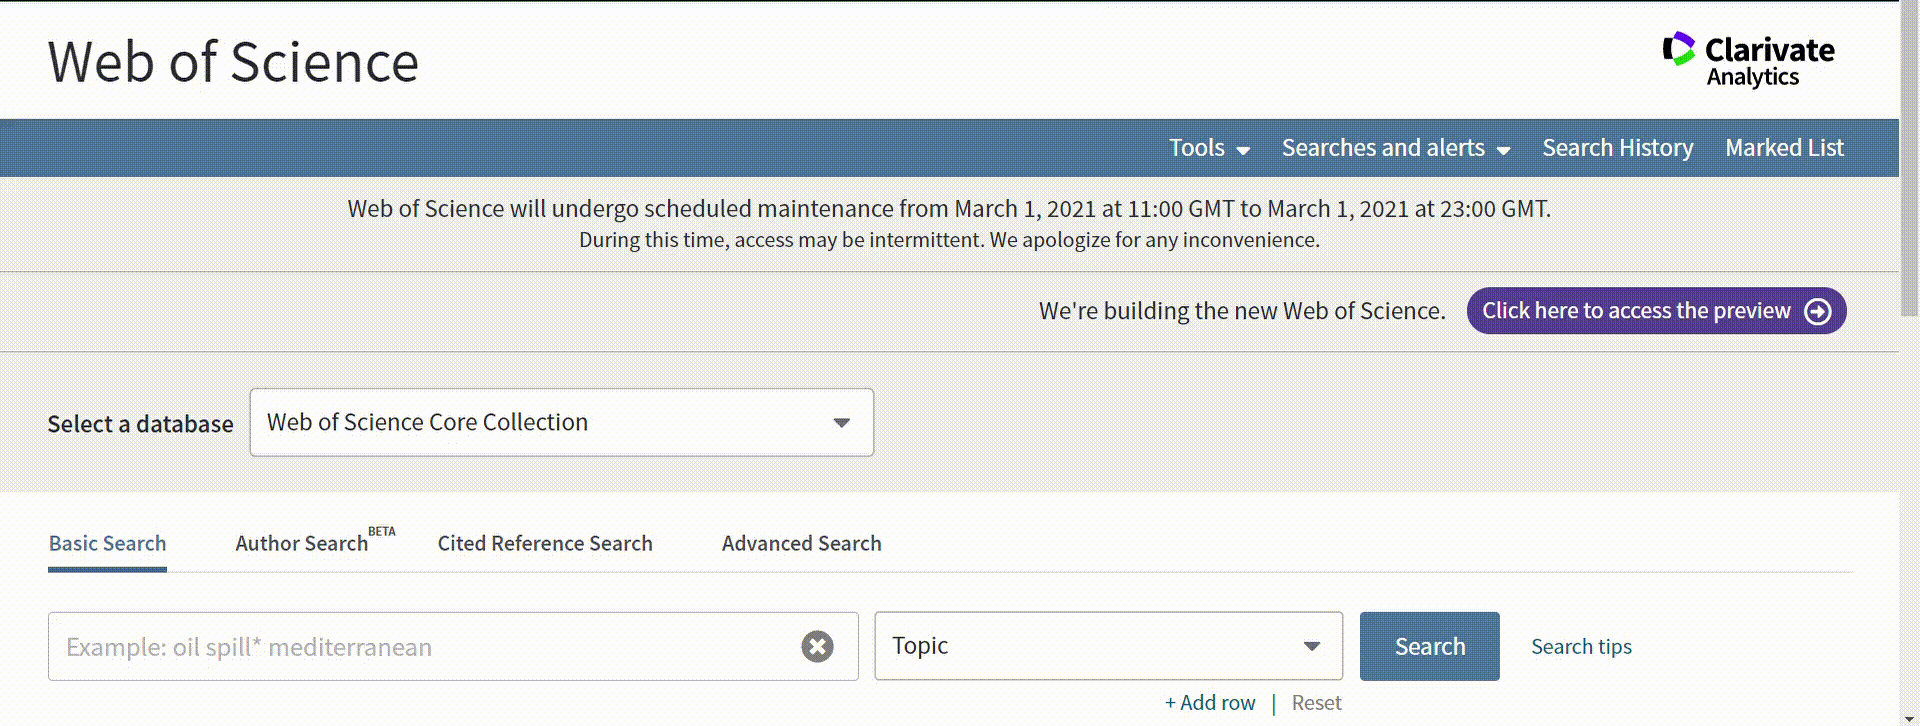 Web of Science
Clarivate
Analytics
Tools Searches and alerts Search History Marked List
Web of Science will undergo scheduled maintenance from March 1, 2021 at 11:00 GMT to March 1, 2021 at 23:00 GMT.
During this time, access may be intermittent. We apologize for any inconvenience.
We're building the new Web of Science. Click here to access the preview
Select a database Web of Science Core Collection
Basic Search Author Search BETA Cited Reference Search Advanced Search
Example: oil spill* mediterranean Topic Search Search tips
+ Add row | Reset